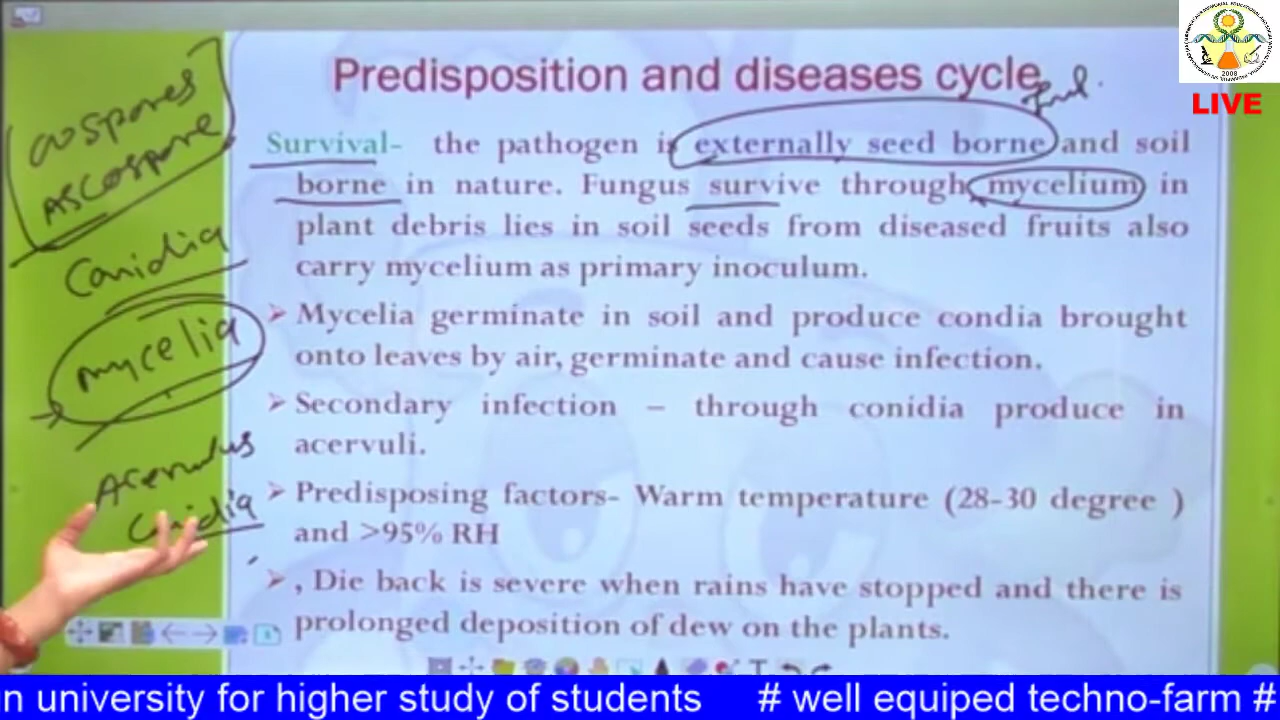 Predisposition and diseases cycle
Survival- the pathogen is externally seed borne and soil
borne in nature. Fungus survive through mycelium in
plant debris lies in soil seeds from diseased fruits also
carry mycelium as primary inoculum.
Mycelia germinate in soil and produce condia brought
onto leaves by air, germinate and cause infection.
Secondary infection – through conidia produce in
acervuli.
Predisposing factors- Warm temperature (28-30 degree )
and >95% RH
, Die back is severe when rains have stopped and there is
prolonged deposition of dew on the plants.
oospores
Ascospore
Conidia
mycelia
Acervulus
Conidia
2008
LIVE
n university for higher study of students # well equiped techno-farm #